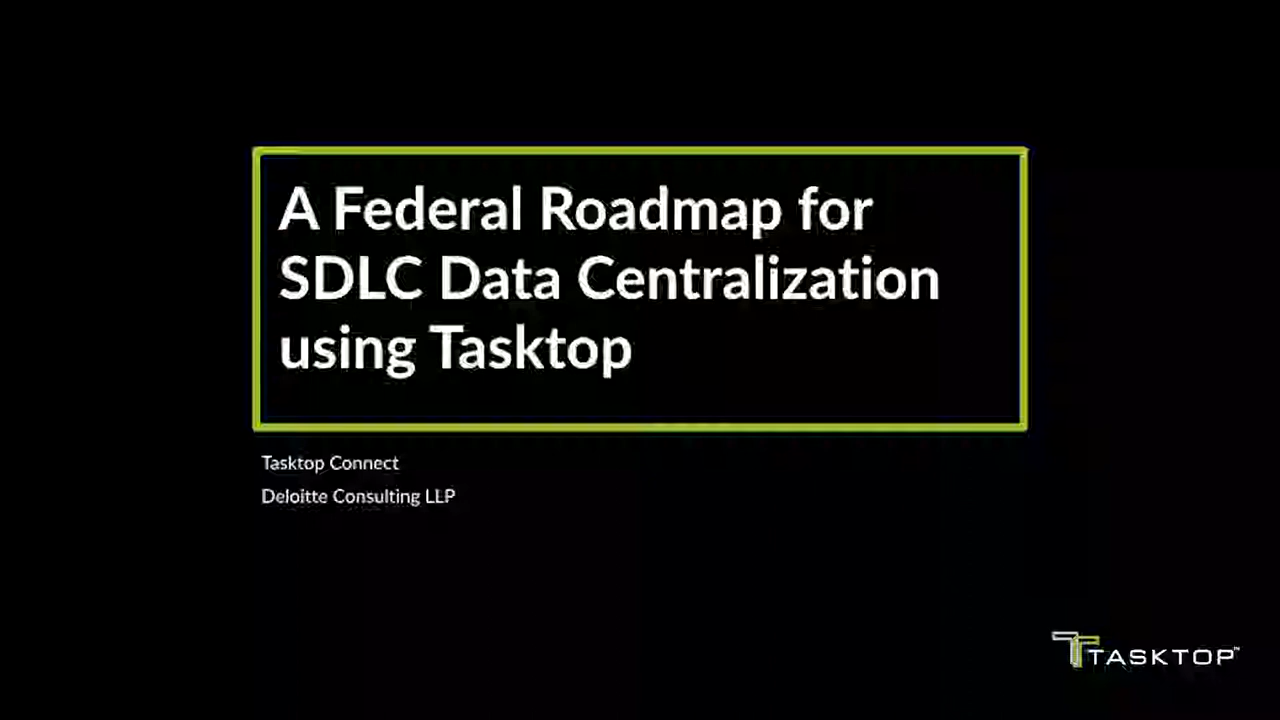 A Federal Roadmap for
SDLC Data Centralization
using Tasktop
Tasktop Connect
Deloitte Consulting LLP
TASKTOP™